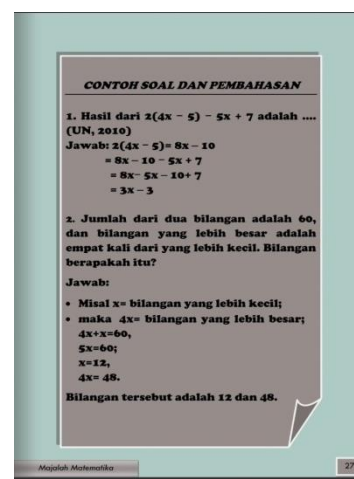 CONTOH SOAL DAN PEMBAHASAN
1. Hasil dari 2(4x – 5) – 5x + 7 adalah ....
(UN, 2010)
Jawab: 2(4x – 5)= 8x – 10
= 8x – 10 – 5x + 7
= 8x– 5x – 10+ 7
= 3x – 3
2. Jumlah dari dua bilangan adalah 60,
dan bilangan yang lebih besar adalah
empat kali dari yang lebih kecil. Bilangan
berapakah itu?
Jawab:
• Misal x= bilangan yang lebih kecil;
• maka 4x= bilangan yang lebih besar;
4x+x=60,
5x=60;
x=12,
4x= 48.
Bilangan tersebut adalah 12 dan 48.
Majalah Matematika
27